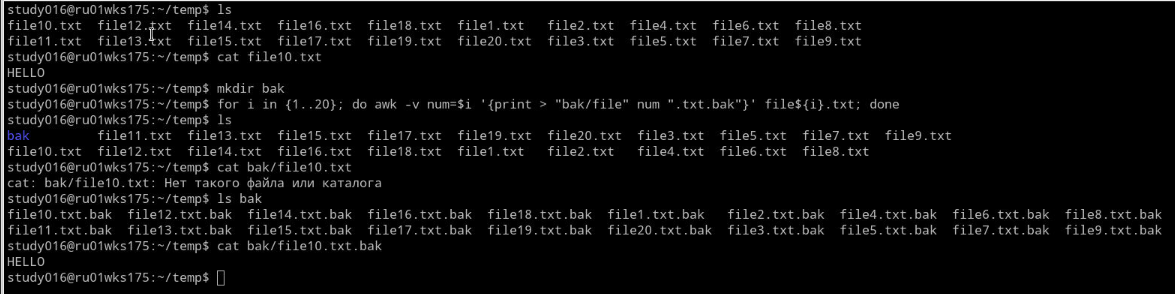 study016@ru01wks175:~/temp$ ls
file10.txt  file12.txt  file14.txt  file16.txt  file18.txt  file1.txt   file2.txt  file4.txt  file6.txt  file8.txt
file11.txt  file13.txt  file15.txt  file17.txt  file19.txt  file20.txt  file3.txt  file5.txt  file7.txt  file9.txt
study016@ru01wks175:~/temp$ cat file10.txt
HELLO
study016@ru01wks175:~/temp$ mkdir bak
study016@ru01wks175:~/temp$ for i in {1..20}; do awk -v num=$i '{print > "bak/file" num ".txt.bak"}' file${i}.txt; done
study016@ru01wks175:~/temp$ ls
bak         file11.txt  file13.txt  file15.txt  file17.txt  file19.txt  file20.txt  file3.txt  file5.txt  file7.txt  file9.txt
file10.txt  file12.txt  file14.txt  file16.txt  file18.txt  file1.txt   file2.txt   file4.txt  file6.txt  file8.txt
study016@ru01wks175:~/temp$ cat bak/file10.txt
cat: bak/file10.txt: Нет такого файла или каталога
study016@ru01wks175:~/temp$ ls bak
file10.txt.bak  file12.txt.bak  file14.txt.bak  file16.txt.bak  file18.txt.bak  file1.txt.bak   file2.txt.bak  file4.txt.bak  file6.txt.bak  file8.txt.bak
file11.txt.bak  file13.txt.bak  file15.txt.bak  file17.txt.bak  file19.txt.bak  file20.txt.bak  file3.txt.bak  file5.txt.bak  file7.txt.bak  file9.txt.bak
study016@ru01wks175:~/temp$ cat bak/file10.txt.bak
HELLO
study016@ru01wks175:~/temp$